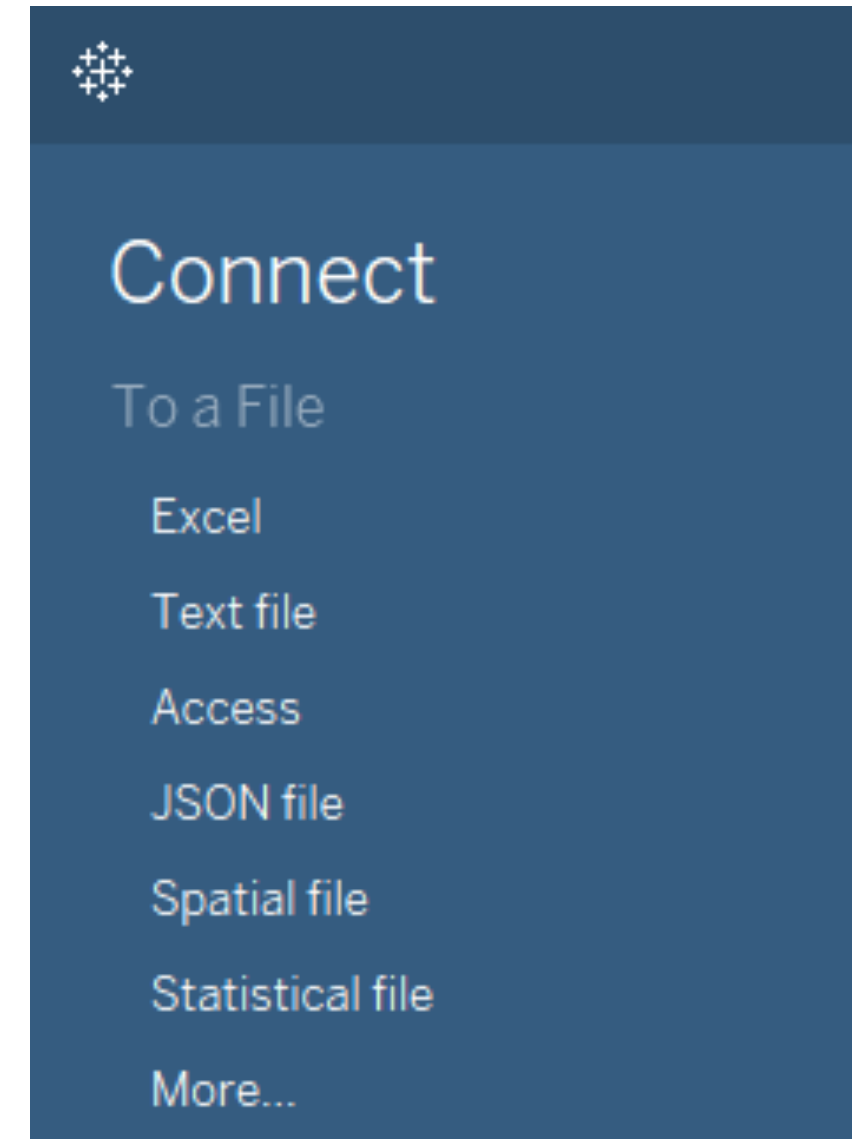 Connect
To a File
Excel
Text file
Access
JSON file
Spatial file
Statistical file
More...